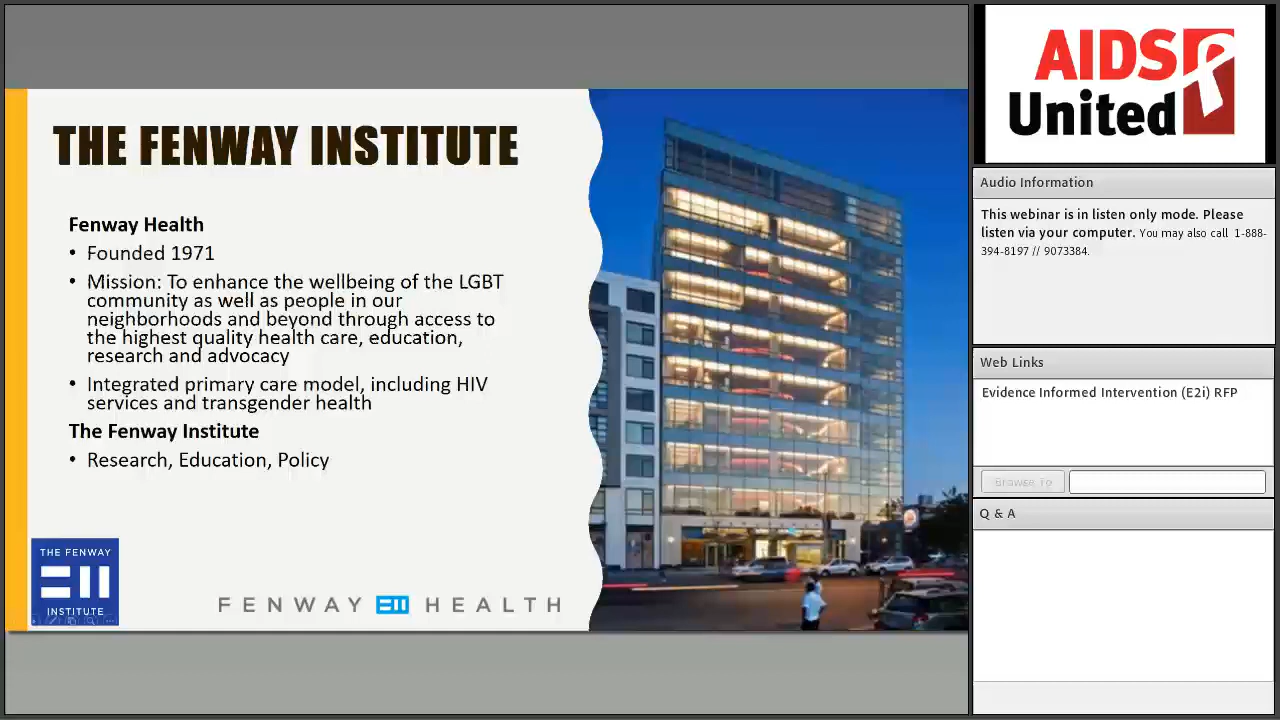 THE FENWAY INSTITUTE
Fenway Health
• Founded 1971
• Mission: To enhance the wellbeing of the LGBT
community as well as people in our
neighborhoods and beyond through access to
the highest quality health care, education,
research and advocacy
• Integrated primary care model, including HIV
services and transgender health
The Fenway Institute
• Research, Education, Policy
THE FENWAY
INSTITUTE
FENWAY HEALTH
AIDS
United
Audio Information
This webinar is in listen only mode. Please
listen via your computer. You may also call 1-888-
394-8197 // 9073384.
Web Links
Evidence Informed Intervention (E2i) RFP
Browse To
Q & A